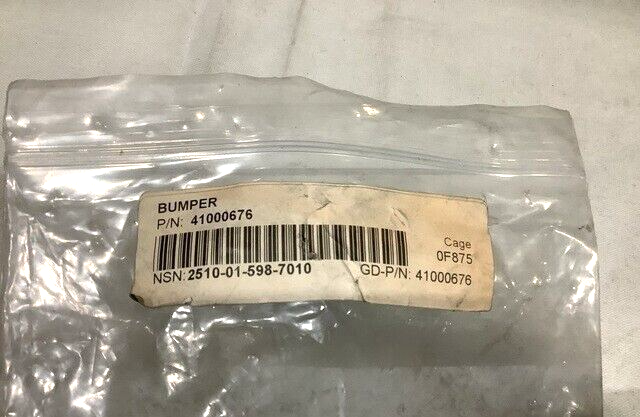 BUMPER
P/N: 41000676
Cage
0F875
NSN: 2510-01-598-7010
GD-P/N: 41000676